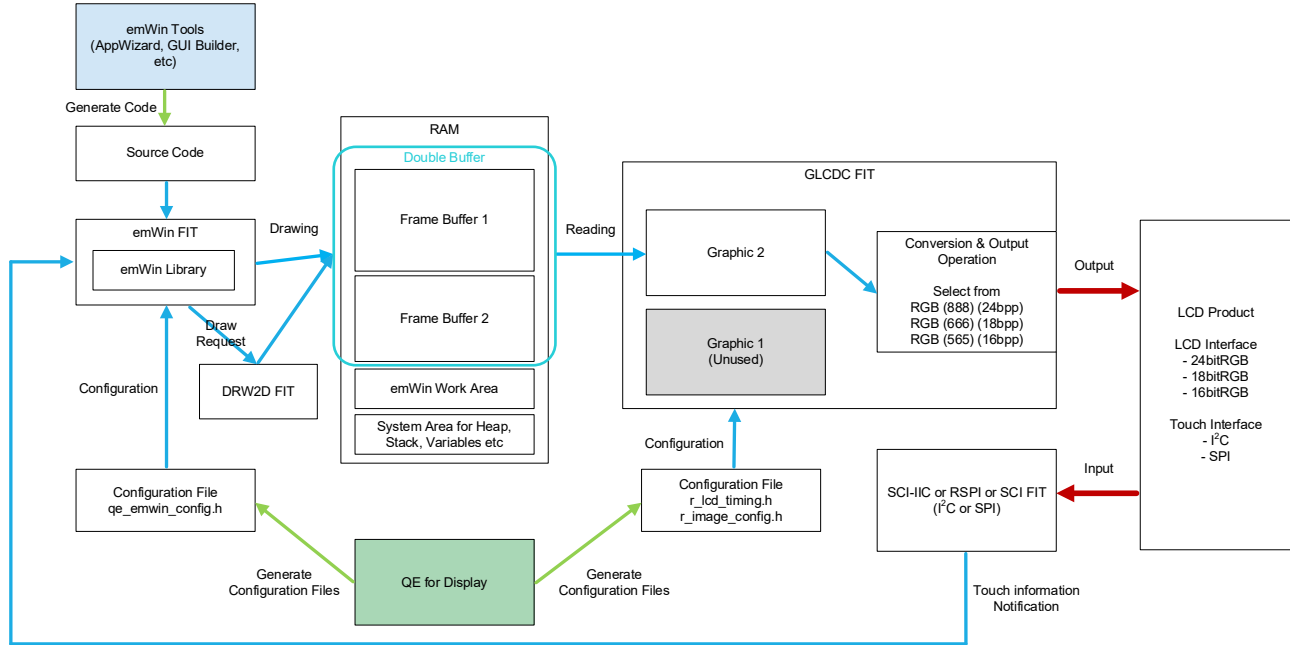 emWin Tools
(AppWizard, GUI Builder,
etc)
Generate Code
Source Code
emWin FIT
emWin Library
Drawing
Draw
Request
DRW2D FIT
Configuration
Configuration File
qe_emwin_config.h
RAM
Double Buffer
Frame Buffer 1
Frame Buffer 2
emWin Work Area
System Area for Heap,
Stack, Variables etc
Reading
GLCDC FIT
Graphic 2
Graphic 1
(Unused)
Conversion & Output
Operation
Select from
RGB (888) (24bpp)
RGB (666) (18bpp)
RGB (565) (16bpp)
Configuration
Configuration File
r_lcd_timing.h
r_image_config.h
Generate
Configuration Files
QE for Display
Generate
Configuration Files
Output
LCD Product
LCD Interface
- 24bitRGB
- 18bitRGB
- 16bitRGB
Touch Interface
- I²C
- SPI
Input
SCI-IIC or RSPI or SCI FIT
(I²C or SPI)
Touch information
Notification